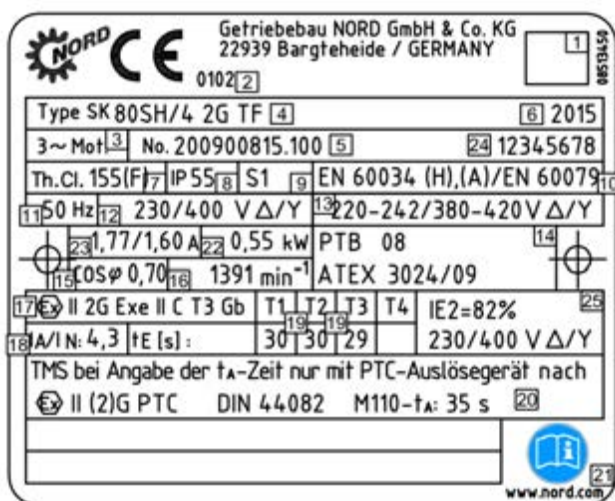 NORD CE Getriebebau NORD GmbH & Co. KG 1
22939 Bargteheide / GERMANY
0102 2
08513450
Type SK 80SH/4 2G TF 4 6 2015
3~ Mot 3 No. 200900815.100 5 24 12345678
Th.Cl. 155(F) 7 IP 55 8 S1 9 EN 60034 (H),(A)/EN 60079 10
11 50 Hz 12 230/400 V Δ/Y 13 220-242/380-420 V Δ/Y
23 1,77/1,60 A 22 0,55 kW PTB 08 14
15 COSφ 0,70 16 1391 min⁻¹ ATEX 3024/09
17 Ex II 2G Exe II C T3 Gb T1 T2 T3 T4 IE2=82% 25
18 IA/I N: 4,3 tE [s]: 30 19 30 19 29 230/400 V Δ/Y
TMS bei Angabe der tA-Zeit nur mit PTC-Auslösegerät nach
Ex II (2)G PTC DIN 44082 M110-tA: 35 s 20
21
www.nord.com